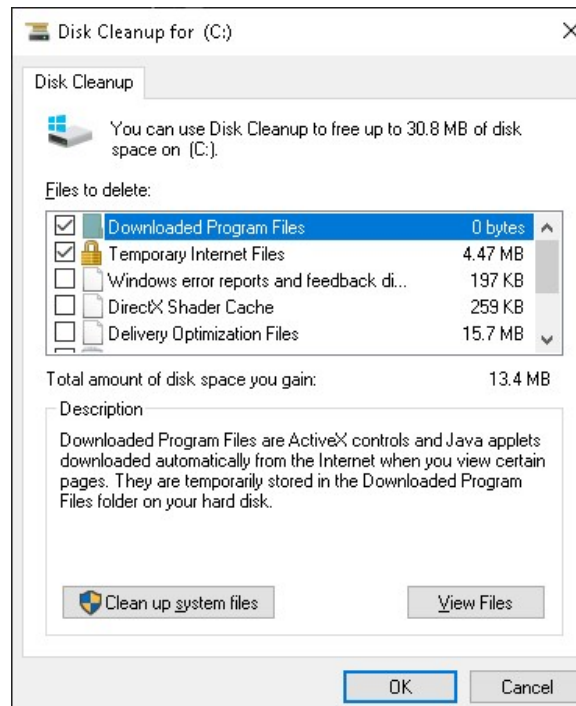 Disk Cleanup for (C:)
Disk Cleanup
You can use Disk Cleanup to free up to 30.8 MB of disk
space on (C:).
Files to delete:
Downloaded Program Files 0 bytes
Temporary Internet Files 4.47 MB
Windows error reports and feedback di... 197 KB
DirectX Shader Cache 259 KB
Delivery Optimization Files 15.7 MB
Total amount of disk space you gain: 13.4 MB
Description
Downloaded Program Files are ActiveX controls and Java applets
downloaded automatically from the Internet when you view certain
pages. They are temporarily stored in the Downloaded Program
Files folder on your hard disk.
Clean up system files View Files
OK Cancel